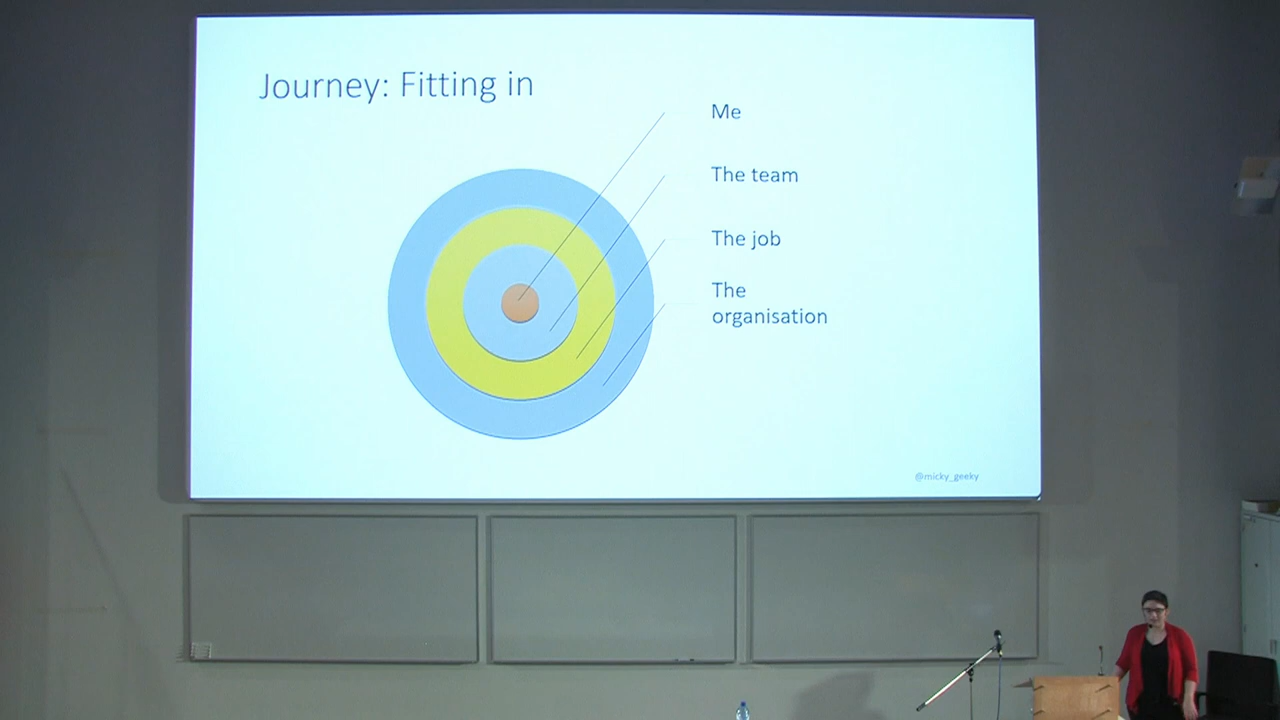 Journey: Fitting in
Me
The team
The job
The
organisation
@micky_geeky